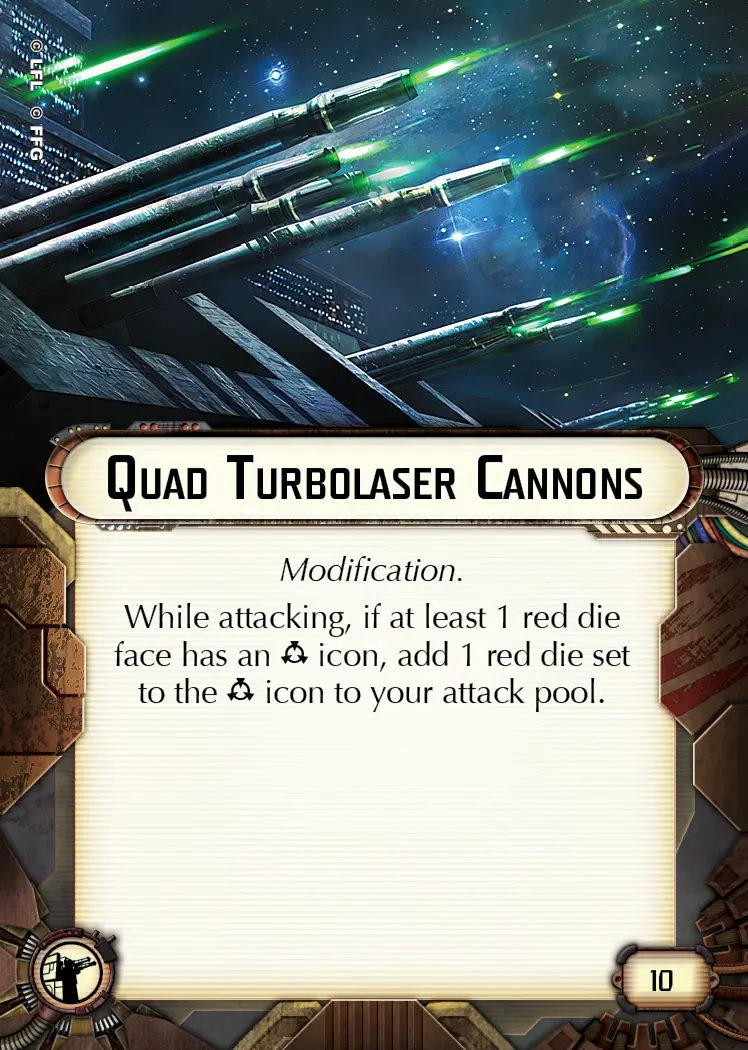 © LFL © FFG
Quad Turbolaser Cannons
Modification.
While attacking, if at least 1 red die
face has an icon, add 1 red die set
to the icon to your attack pool.
10